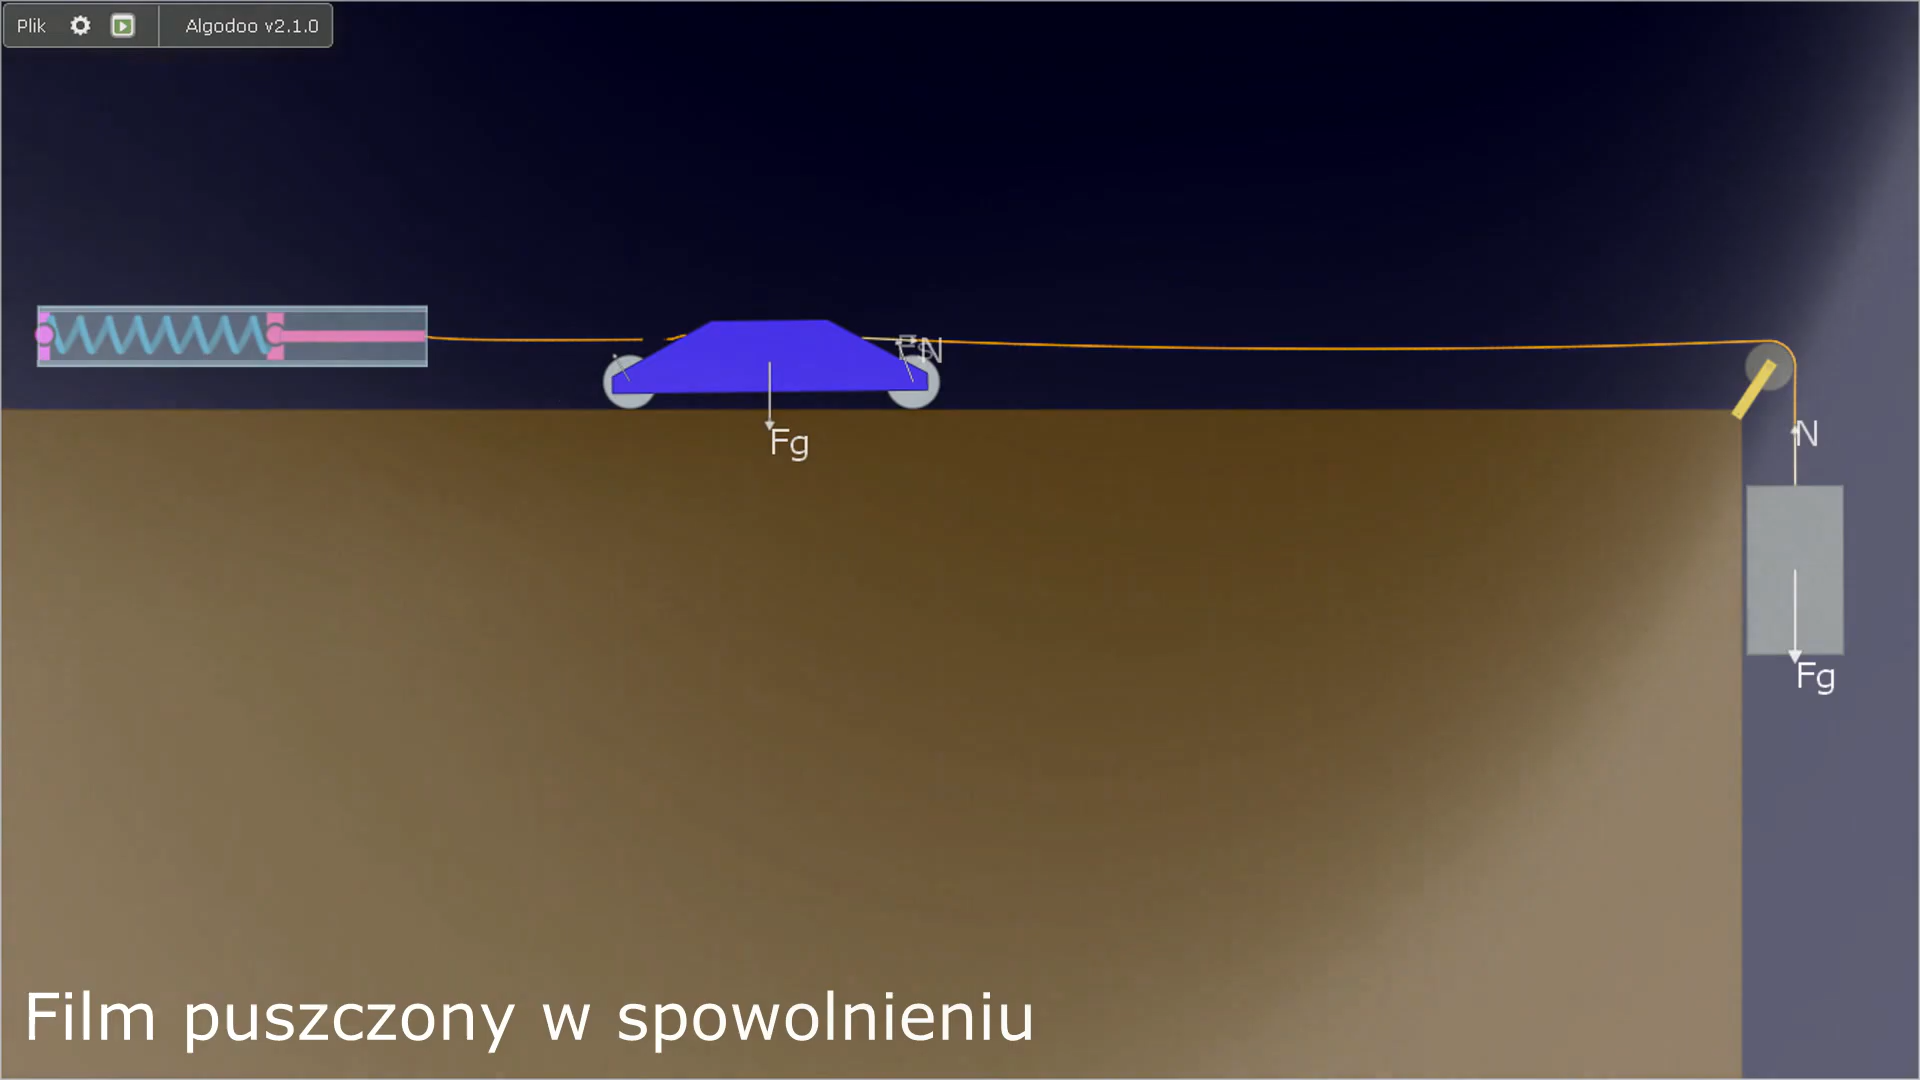 Plik Algodoo v2.1.0
N
N
Fg
Fg
Film puszczony w spowolnieniu